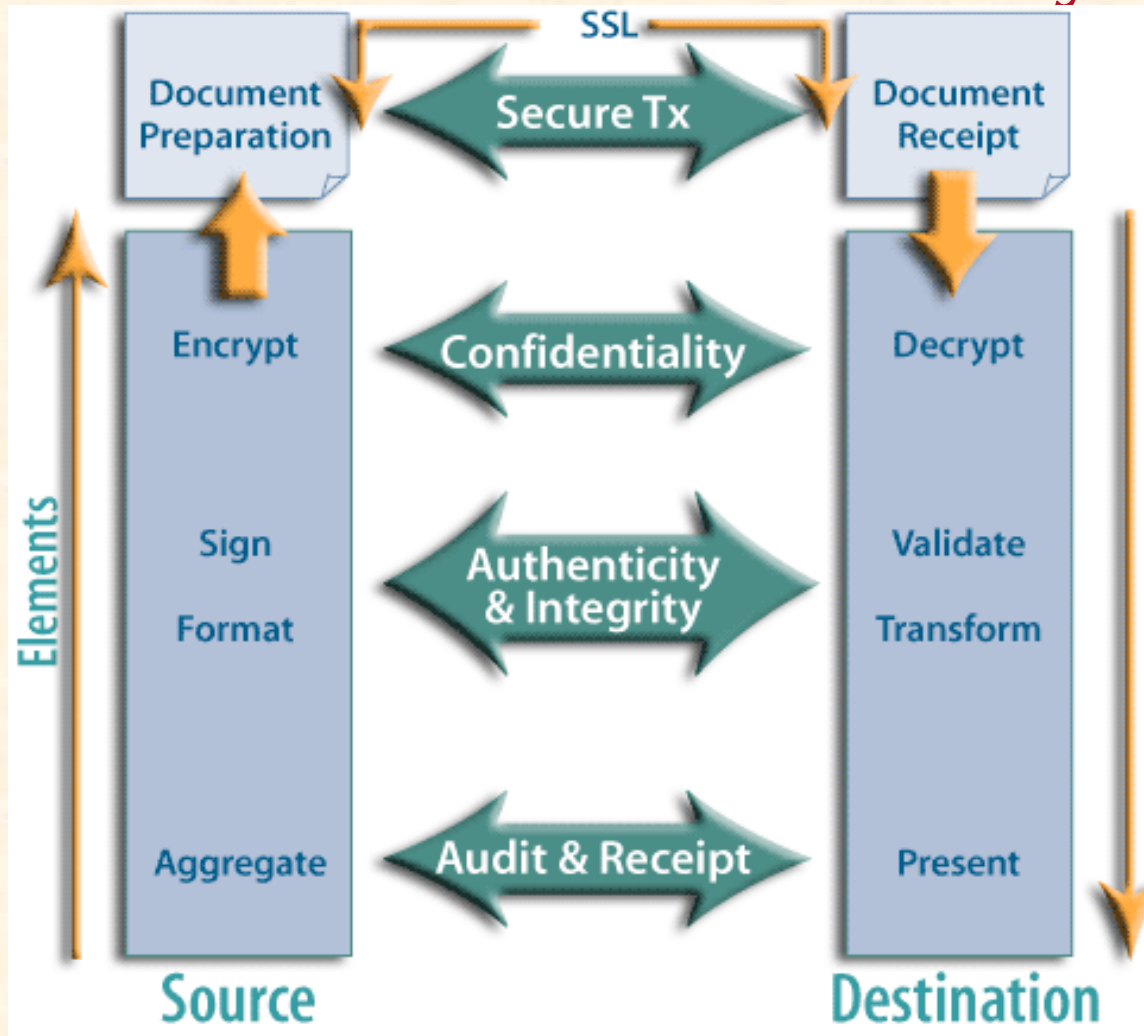 SSL
Document
Preparation
Secure Tx
Document
Receipt
Encrypt
Confidentiality
Decrypt
Elements
Sign
Authenticity
& Integrity
Validate
Format
Transform
Aggregate
Audit & Receipt
Present
Source
Destination